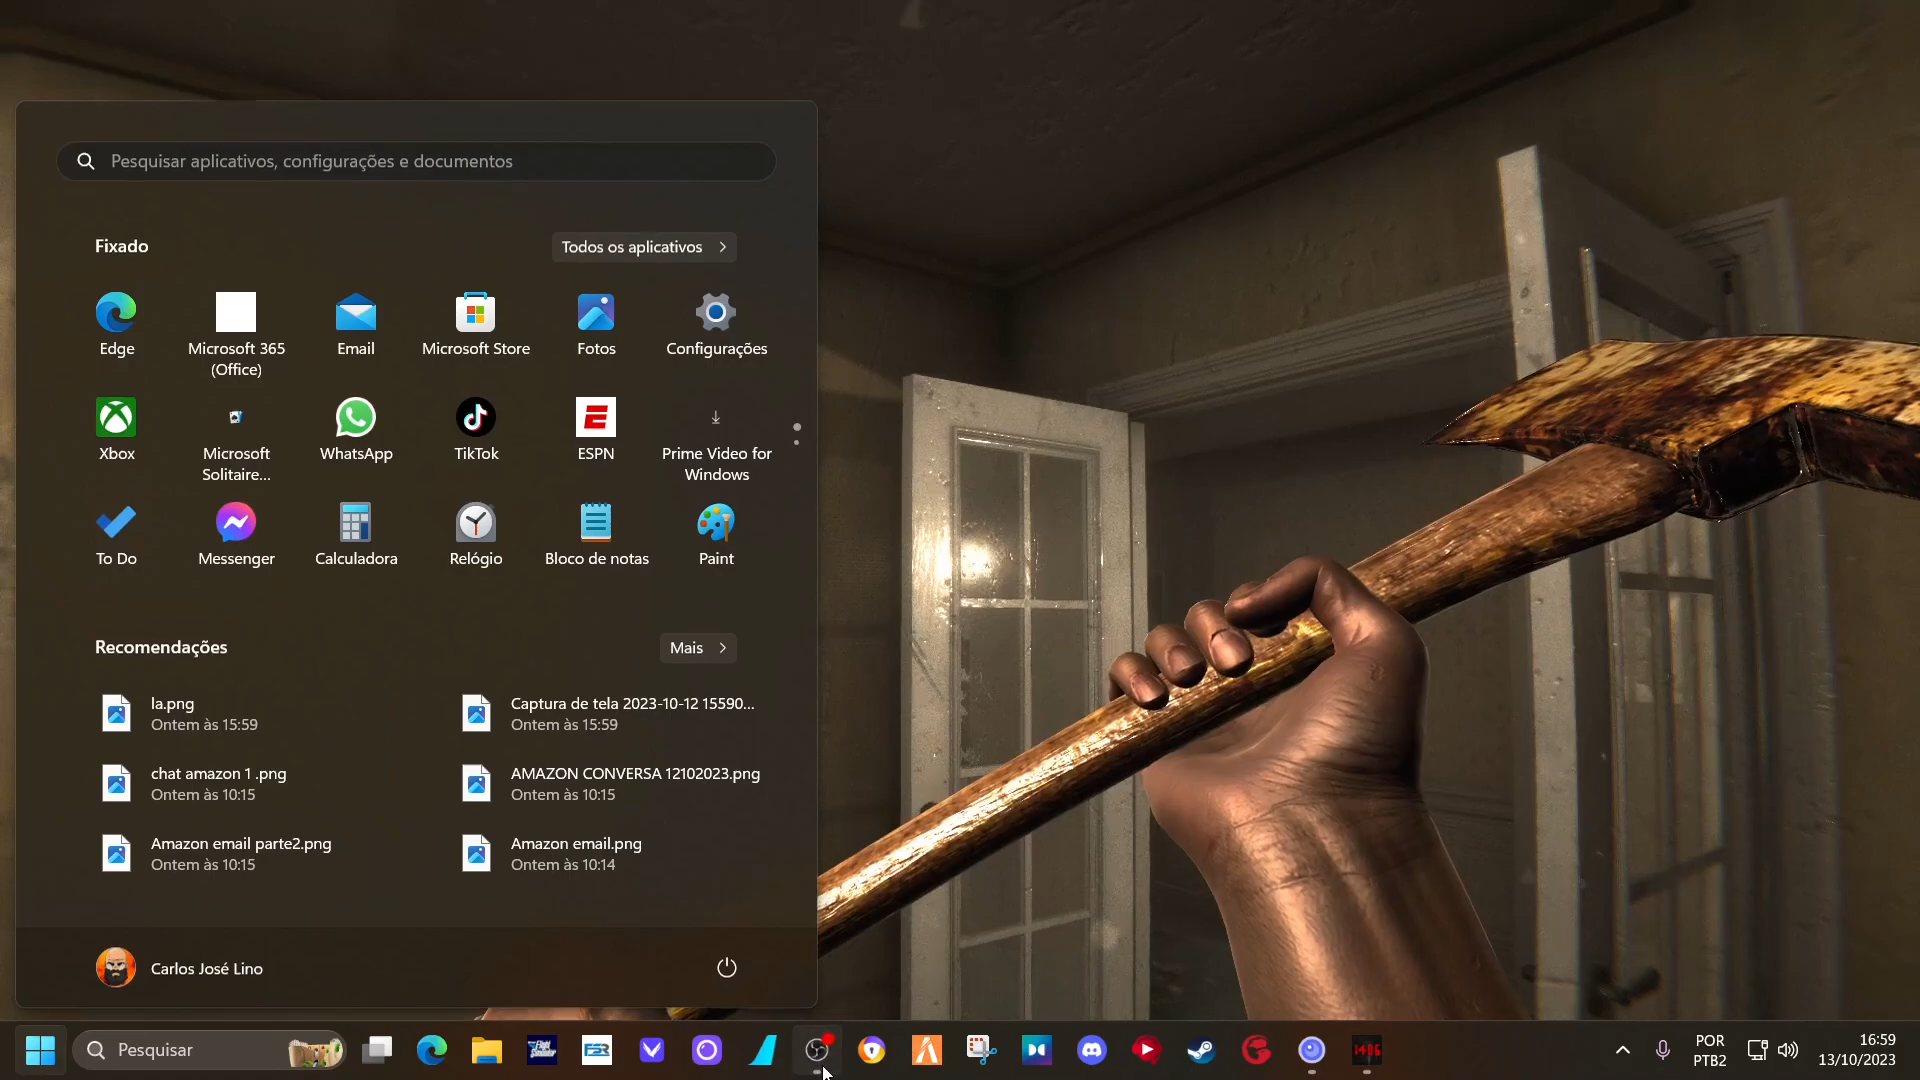 Pesquisar aplicativos, configurações e documentos
Fixado
Todos os aplicativos
Edge
Microsoft 365
(Office)
Email
Microsoft Store
Fotos
Configurações
Xbox
Microsoft
Solitaire...
WhatsApp
TikTok
ESPN
Prime Video for
Windows
To Do
Messenger
Calculadora
Relógio
Bloco de notas
Paint
Recomendações
Mais
la.png
Ontem às 15:59
Captura de tela 2023-10-12 15590...
Ontem às 15:59
chat amazon 1 .png
Ontem às 10:15
AMAZON CONVERSA 12102023.png
Ontem às 10:15
Amazon email parte2.png
Ontem às 10:15
Amazon email.png
Ontem às 10:14
Carlos José Lino
Pesquisar
FSR
POR
PTB2
16:59
13/10/2023